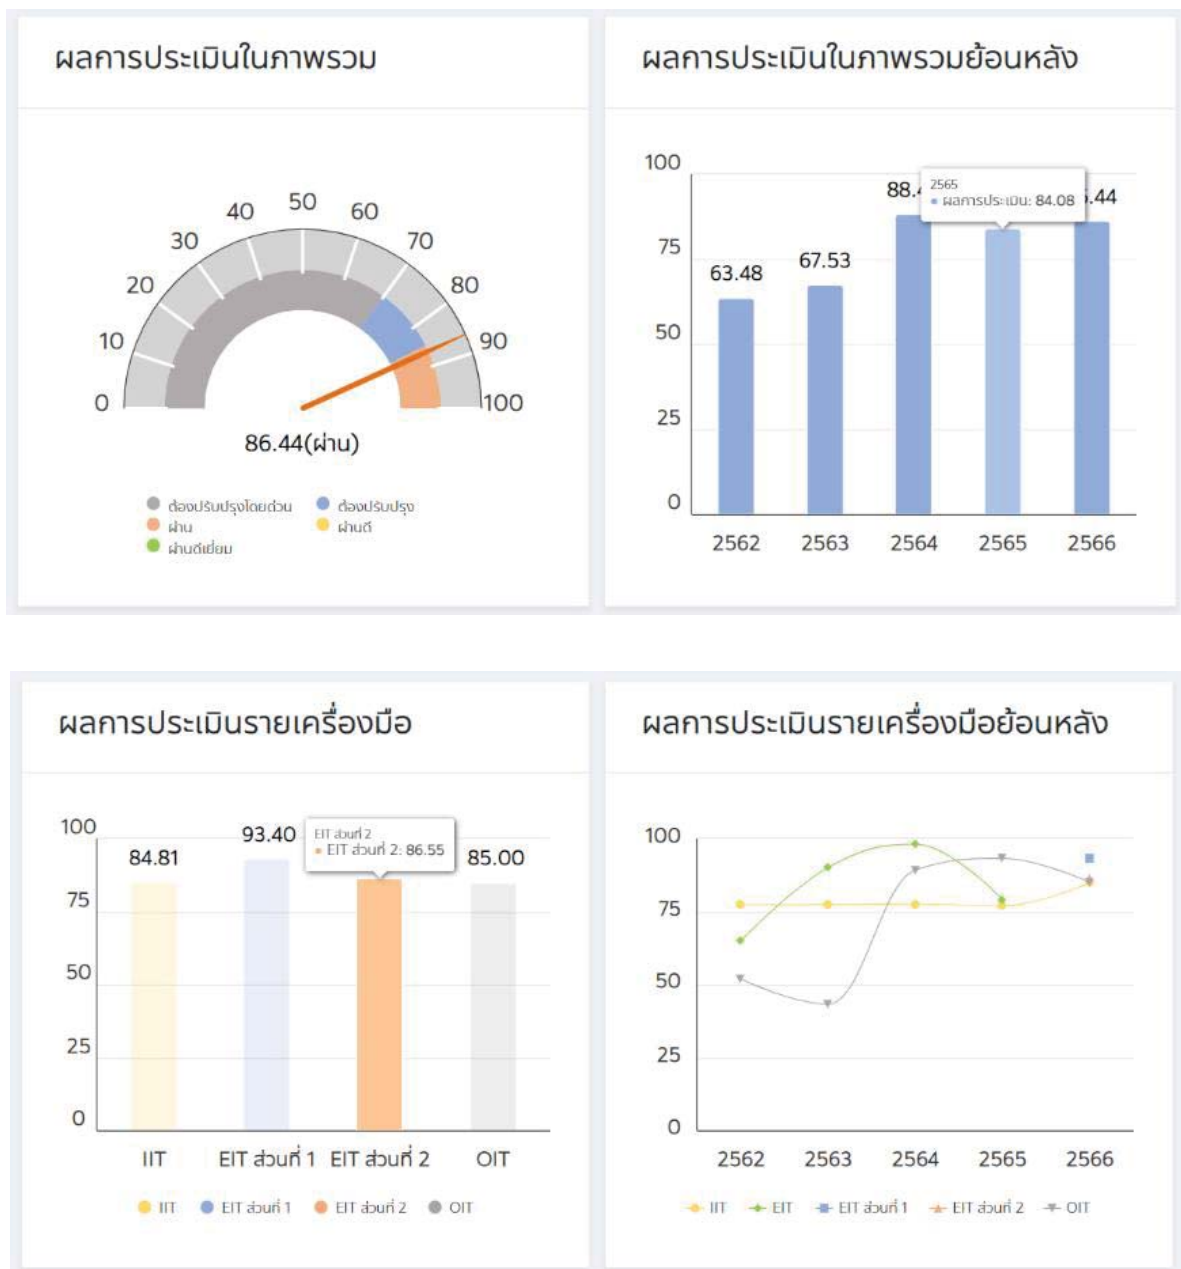 ผลการประเมินในภาพรวม
0
10
20
30
40
50
60
70
80
90
100
86.44(ผ่าน)
ต้องปรับปรุงโดยด่วน ต้องปรับปรุง
ผ่าน ผ่านดี
ผ่านดีเยี่ยม
ผลการประเมินในภาพรวมย้อนหลัง
100
75
50
25
0
63.48
67.53
88.4
.44
2565
ผลการประเมิน: 84.08
2562 2563 2564 2565 2566
ผลการประเมินรายเครื่องมือ
100
75
50
25
0
84.81
93.40
EIT ส่วนที่ 2
EIT ส่วนที่ 2: 86.55
85.00
IIT EIT ส่วนที่ 1 EIT ส่วนที่ 2 OIT
IIT EIT ส่วนที่ 1 EIT ส่วนที่ 2 OIT
ผลการประเมินรายเครื่องมือย้อนหลัง
100
75
50
25
0
2562 2563 2564 2565 2566
IIT EIT EIT ส่วนที่ 1 EIT ส่วนที่ 2 OIT